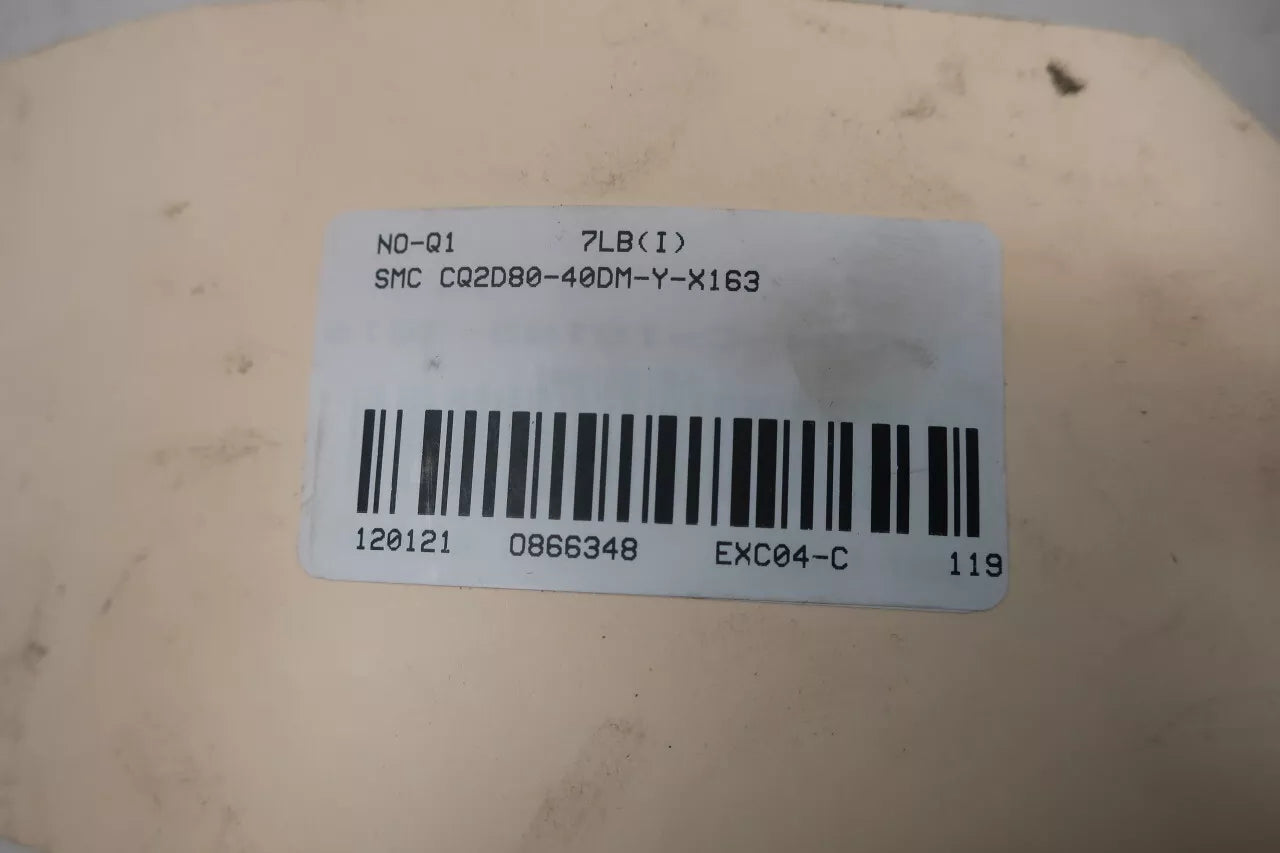 NO-Q1 7LB(I)
SMC CQ2D80-40DM-Y-X163
120121 0866348 EXC04-C 119